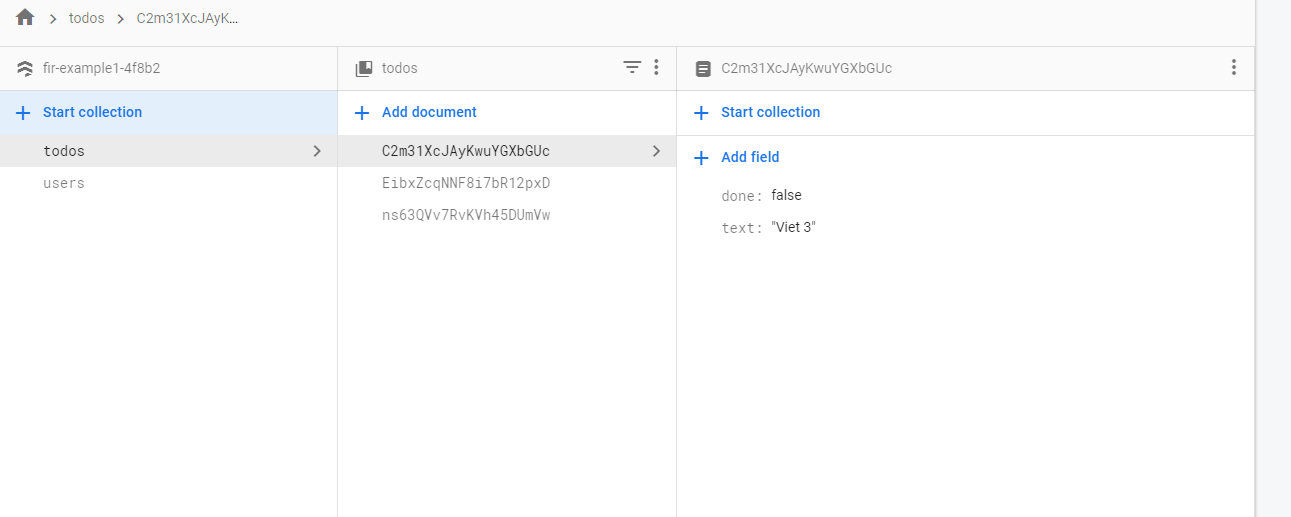 todos C2m31XcJAyK...
fir-example1-4f8b2
Start collection
todos
users
todos
Add document
C2m31XcJAyKwuYGXbGUc
EibxZcqNNF8i7bR12pxD
ns63QVv7RvKVh45DUmVw
C2m31XcJAyKwuYGXbGUc
Start collection
Add field
done: false
text: "Viet 3"